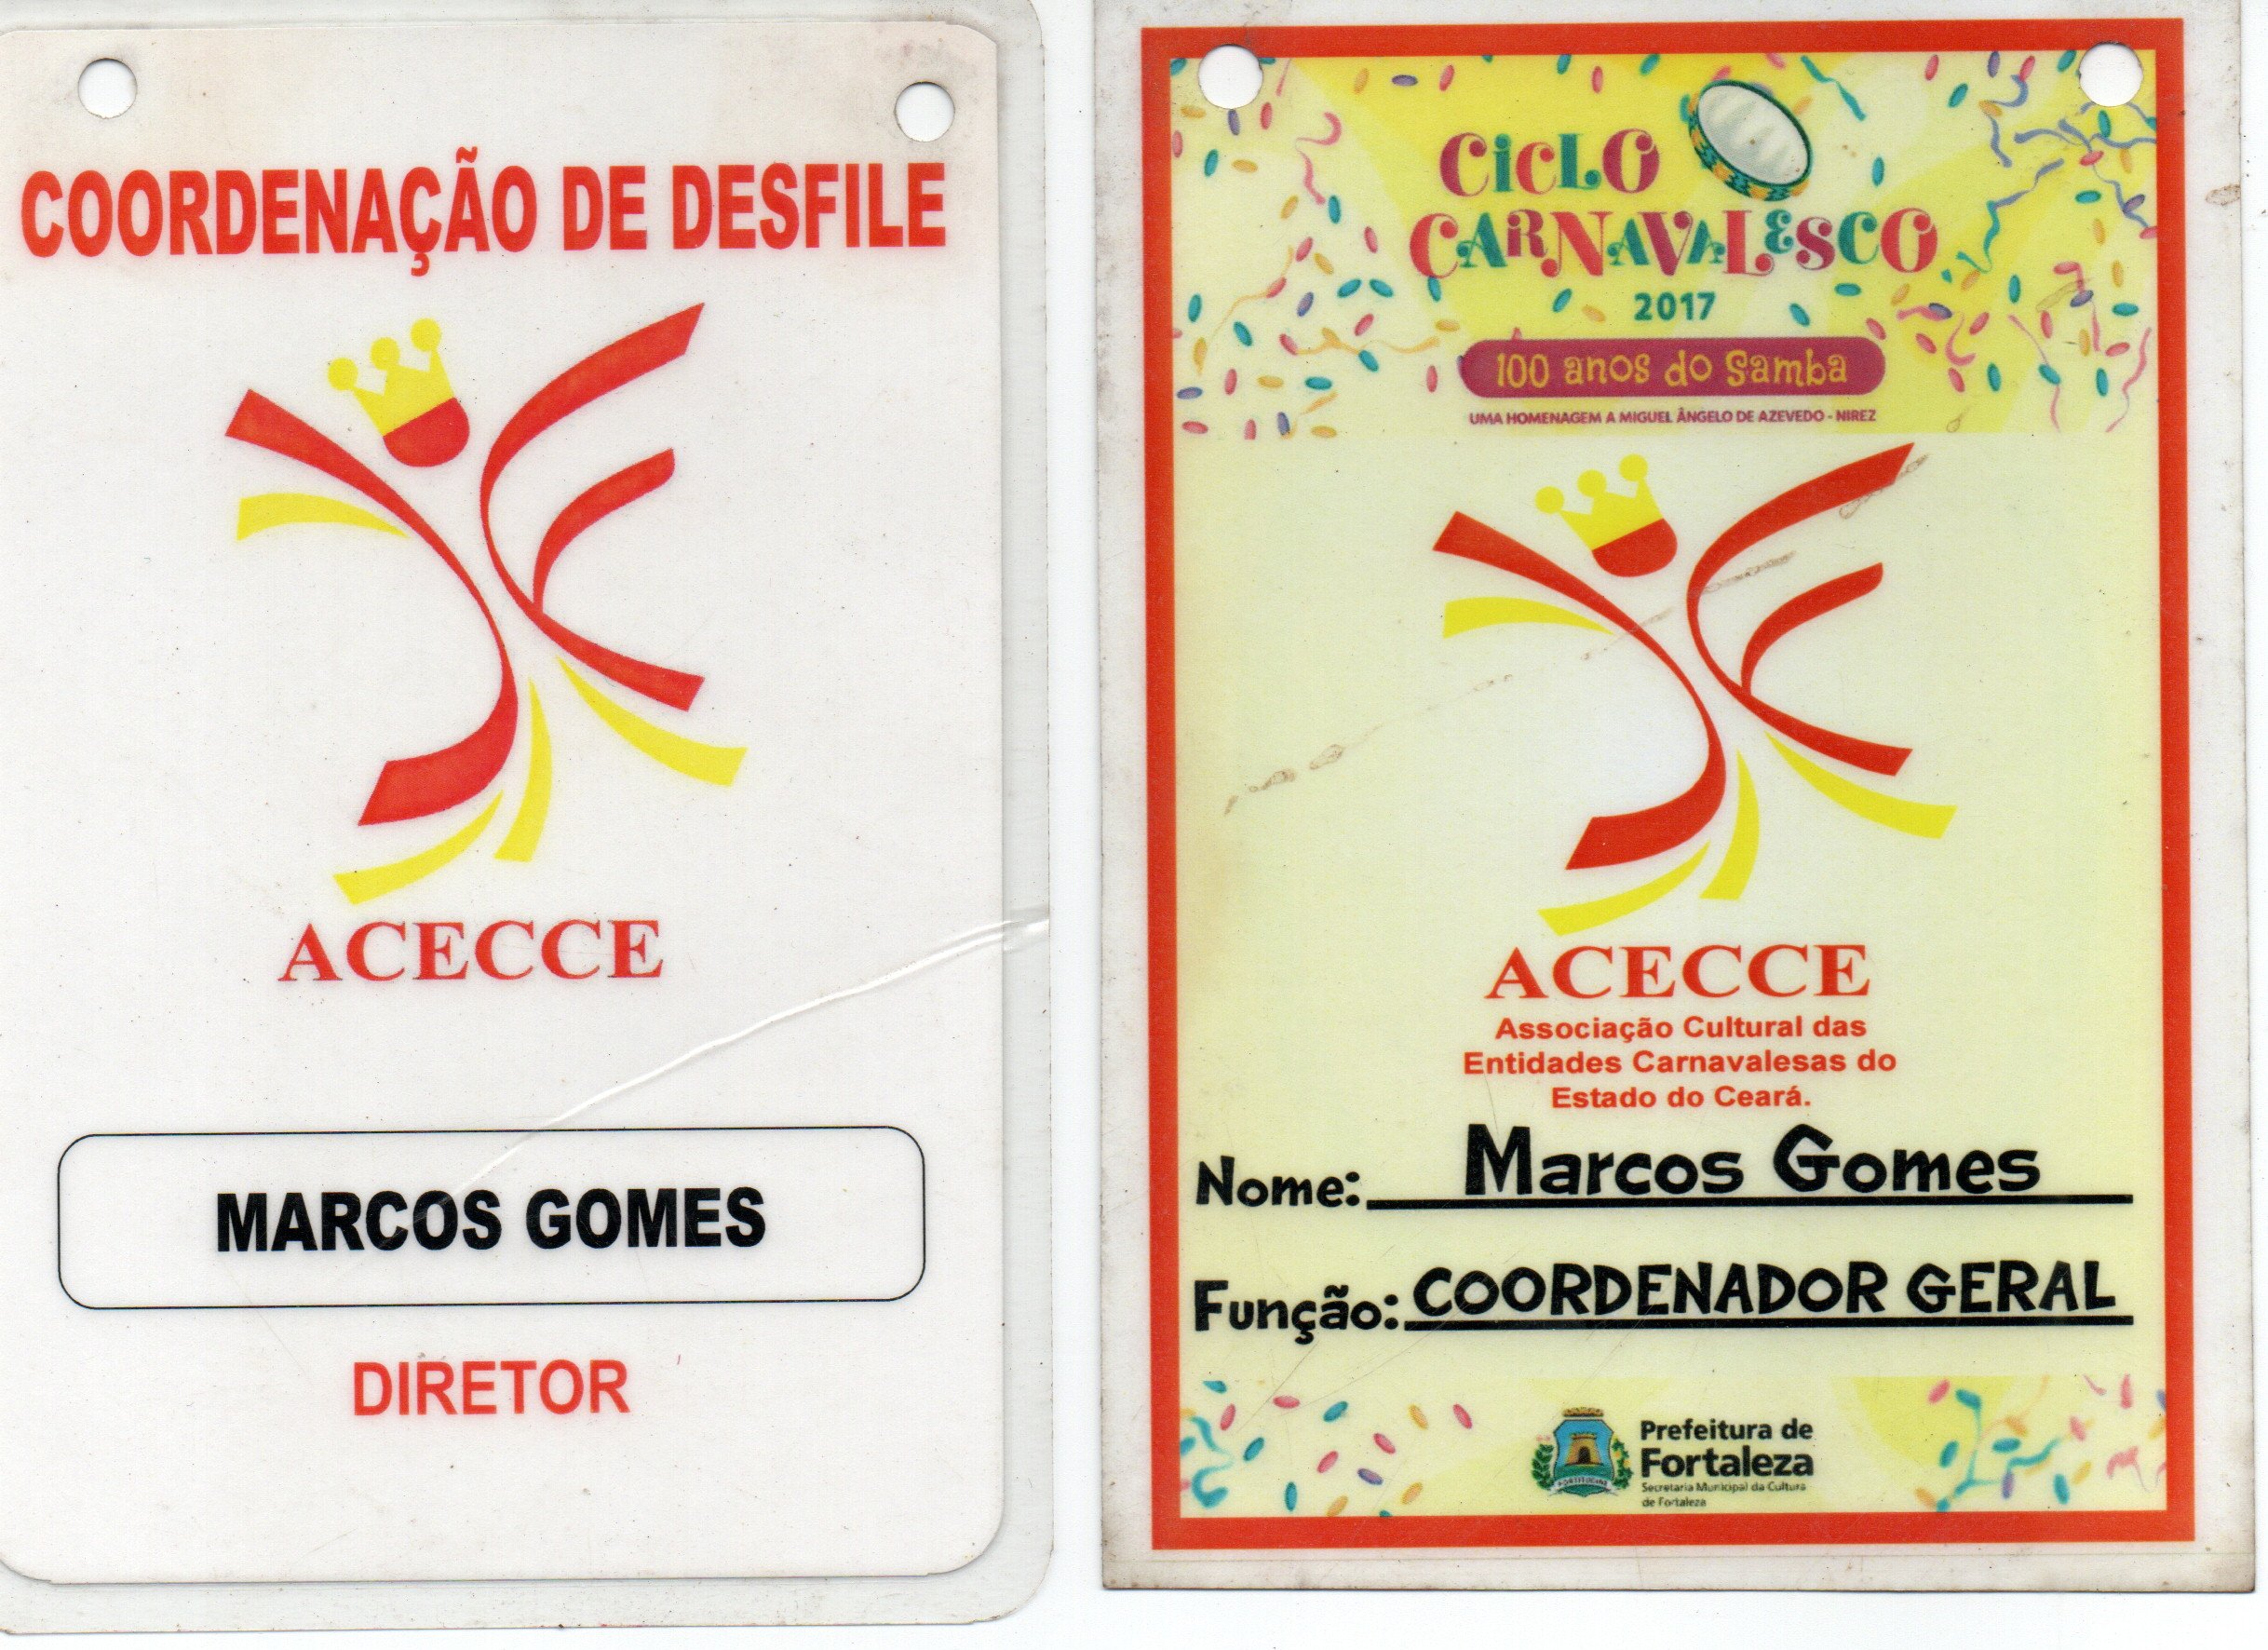 COORDENAÇÃO DE DESFILE
ACECCE
MARCOS GOMES
DIRETOR
CiCLO
CARNAVALESCO
2017
100 anos do Samba
UMA HOMENAGEM A MIGUEL ÂNGELO DE AZEVEDO - NIREZ
ACECCE
Associação Cultural das
Entidades Carnavalesas do
Estado do Ceará.
Nome: Marcos Gomes
Função: COORDENADOR GERAL
Prefeitura de
Fortaleza
Secretaria Municipal da Cultura
de Fortaleza